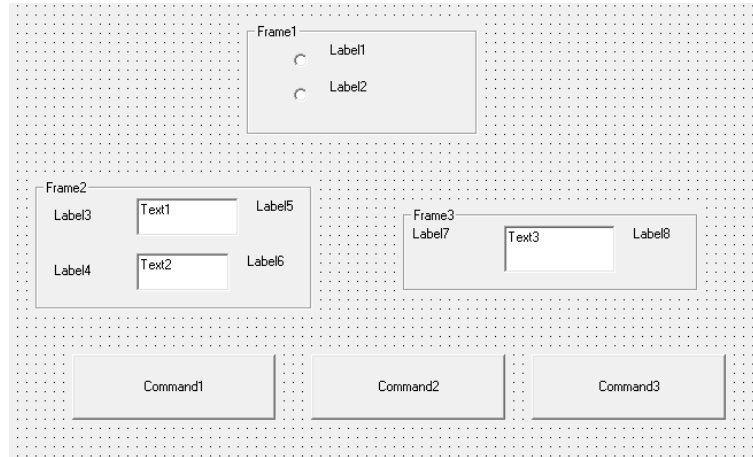 Frame1
Label1
Label2
Frame2
Label3 Text1 Label5
Label4 Text2 Label6
Frame3
Label7 Text3 Label8
Command1 Command2 Command3